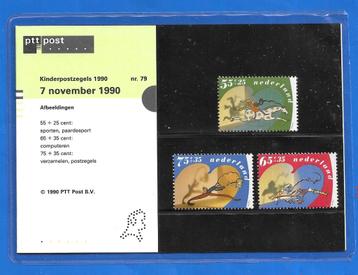 ptt post
Kinderpostzegels 1990 nr. 79
7 november 1990
Afbeeldingen
55 + 25 cent:
sporten, paardesport
65 + 35 cent:
computeren
75 + 35 cent:
verzamelen, postzegels
© 1990 PTT Post B.V.
55+25
nederland
75+35 nederland
65+35 nederland